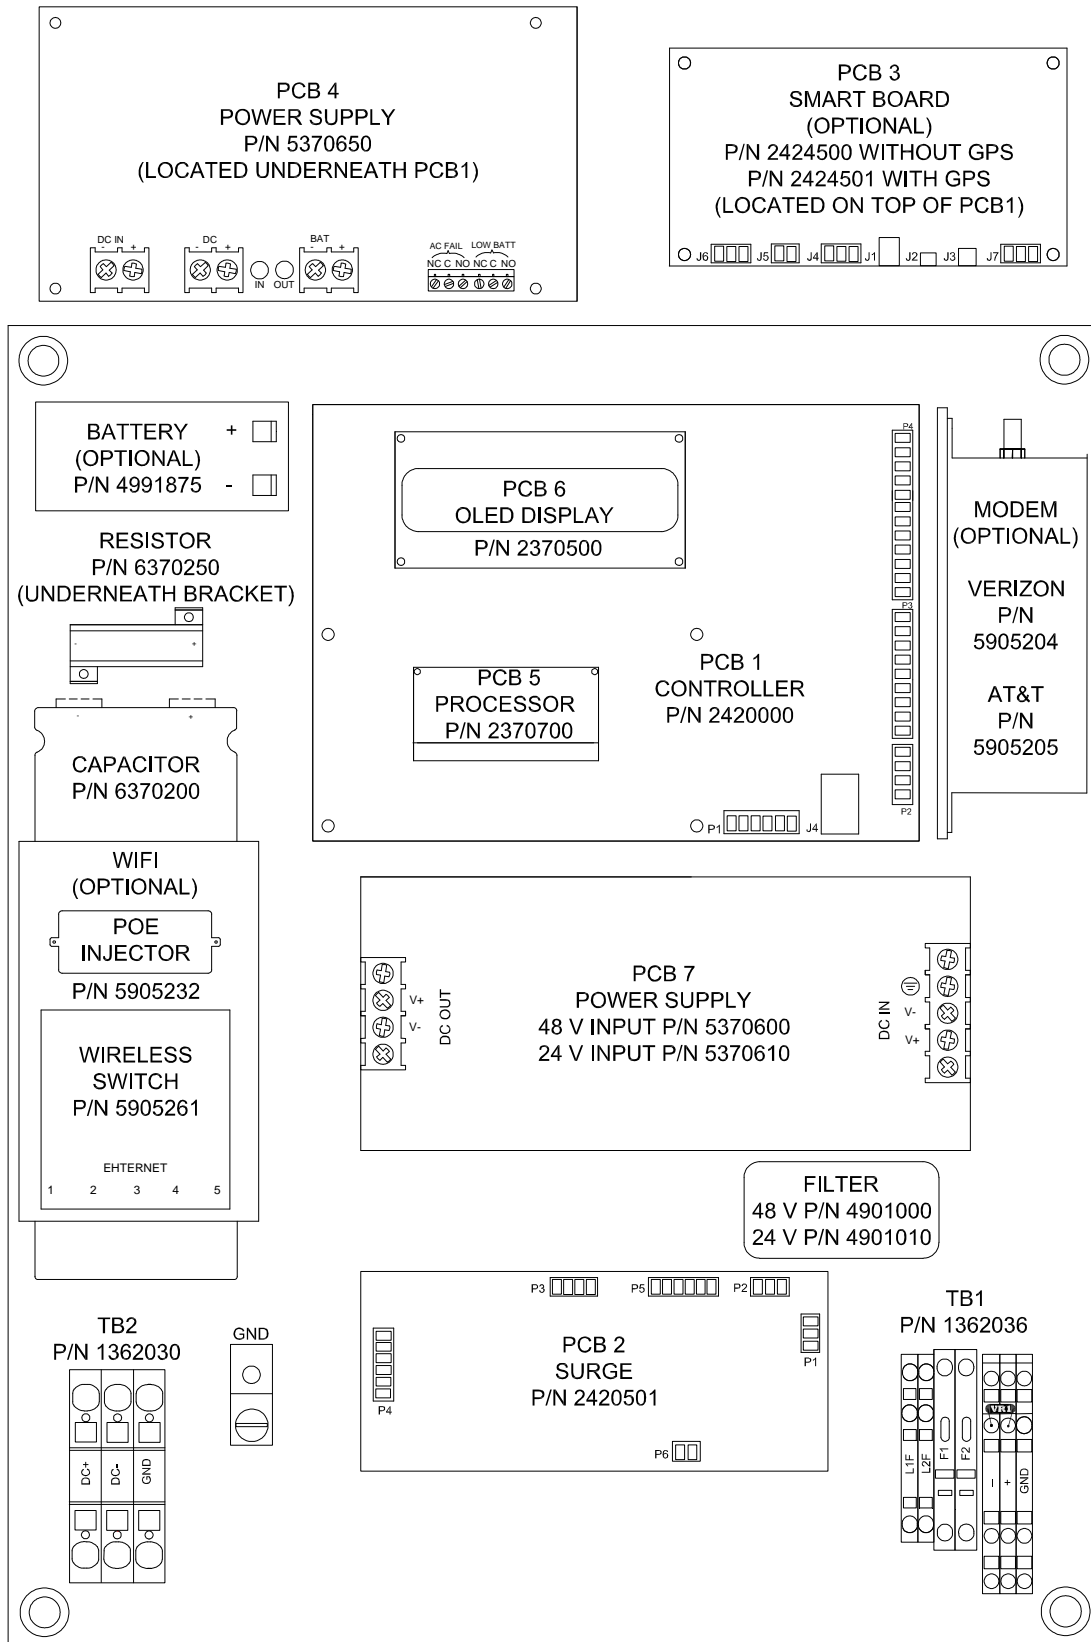 PCB 4
POWER SUPPLY
P/N 5370650
(LOCATED UNDERNEATH PCB1)
DC IN
- +
DC
- +
IN OUT
BAT
- +
AC FAIL LOW BATT
NC C NO NC C NO
PCB 3
SMART BOARD
(OPTIONAL)
P/N 2424500 WITHOUT GPS
P/N 2424501 WITH GPS
(LOCATED ON TOP OF PCB1)
J6 J5 J4 J1 J2 J3 J7
BATTERY +
(OPTIONAL)
P/N 4991875 -
RESISTOR
P/N 6370250
(UNDERNEATH BRACKET)
- +
- +
CAPACITOR
P/N 6370200
WIFI
(OPTIONAL)
POE
INJECTOR
P/N 5905232
WIRELESS
SWITCH
P/N 5905261
EHTERNET
1 2 3 4 5
PCB 6
OLED DISPLAY
P/N 2370500
PCB 5
PROCESSOR
P/N 2370700
PCB 1
CONTROLLER
P/N 2420000
P4
P3
P2
P1 J4
MODEM
(OPTIONAL)
VERIZON
P/N
5905204
AT&T
P/N
5905205
V+
V-
DC OUT
PCB 7
POWER SUPPLY
48 V INPUT P/N 5370600
24 V INPUT P/N 5370610
DC IN
V-
V+
FILTER
48 V P/N 4901000
24 V P/N 4901010
P3 P5 P2
P1
P4
PCB 2
SURGE
P/N 2420501
P6
TB2
P/N 1362030
DC+
DC-
GND
GND
TB1
P/N 1362036
VR1
L1F
L2F
F1
F2
-
+
GND